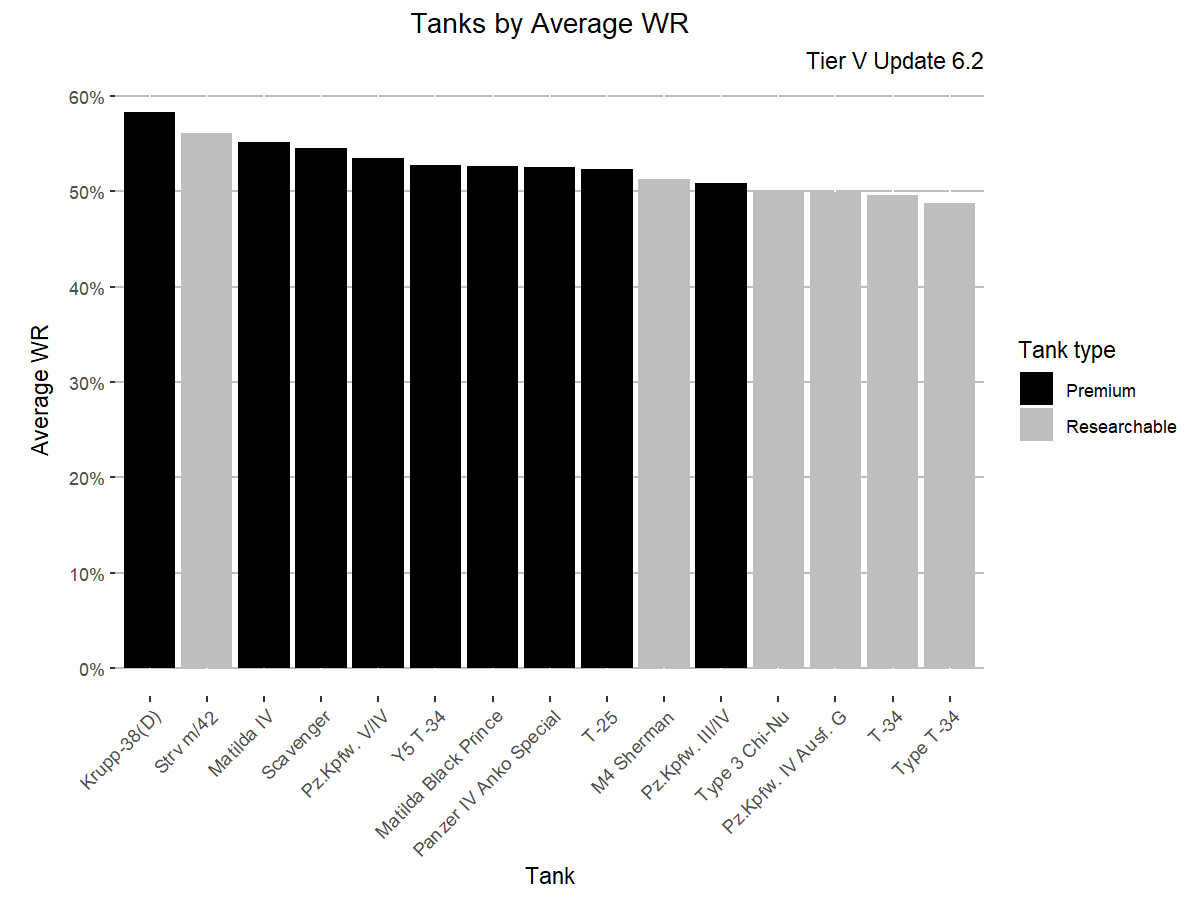 Tanks by Average WR
Tier V Update 6.2
60%
50%
40%
30%
20%
10%
0%
Average WR
Krupp-38(D)
Strv m/42
Matilda IV
Scavenger
Pz.Kpfw. V/IV
Y5 T-34
Matilda Black Prince
Panzer IV Anko Special
T-25
M4 Sherman
Pz.Kpfw. III/IV
Type 3 Chi-Nu
Pz.Kpfw. IV Ausf. G
T-34
Type T-34
Tank
Tank type
Premium
Researchable